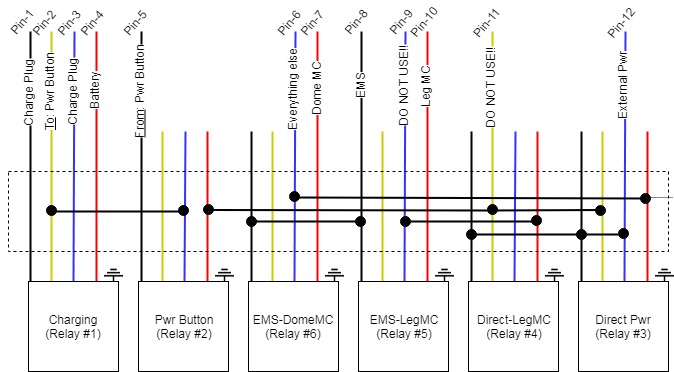 Pin-1
Pin-2
Pin-3
Pin-4
Pin-5
Pin-6
Pin-7
Pin-8
Pin-9
Pin-10
Pin-11
Pin-12
Charge Plug
To: Pwr Button
Charge Plug
Battery
From: Pwr Button
Everything else
Dome MC
EMS
DO NOT USE!!
Leg MC
DO NOT USE!!
External Pwr
Charging
(Relay #1)
Pwr Button
(Relay #2)
EMS-DomeMC
(Relay #6)
EMS-LegMC
(Relay #5)
Direct-LegMC
(Relay #4)
Direct Pwr
(Relay #3)